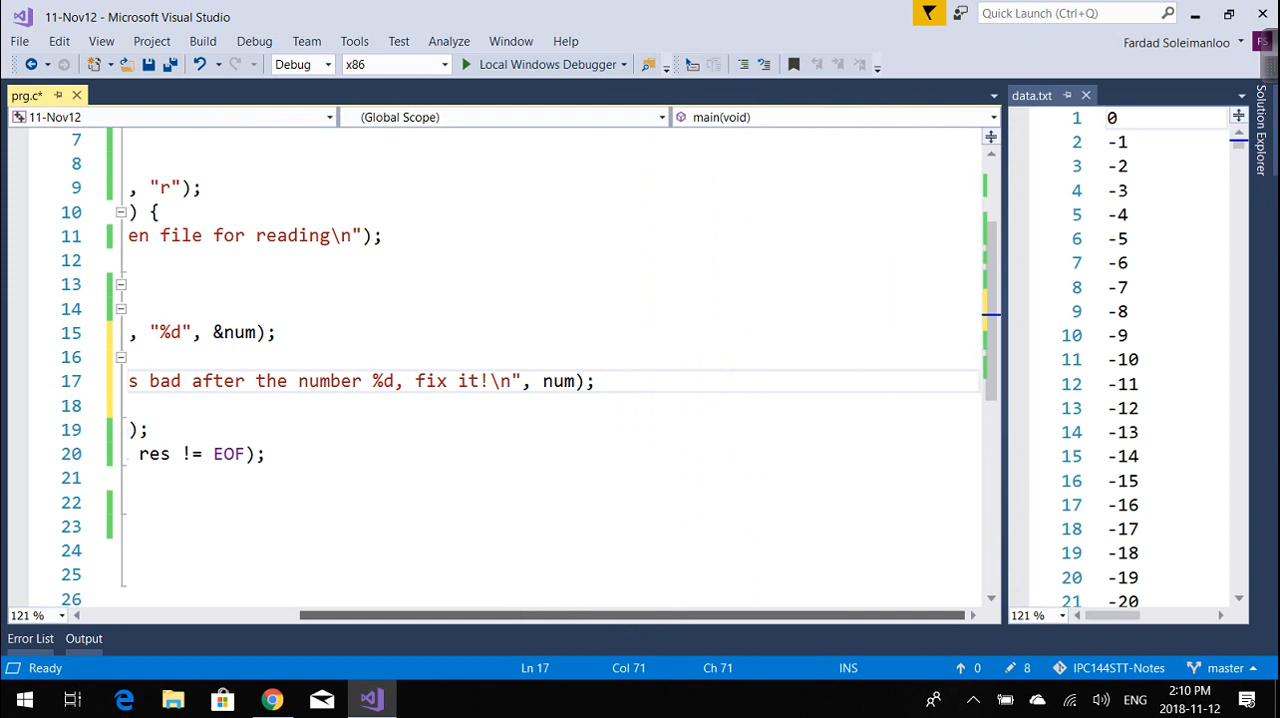 11-Nov12 - Microsoft Visual Studio
Quick Launch (Ctrl+Q)
File Edit View Project Build Debug Team Tools Test Analyze Window Help
Fardad Soleimanloo FS
Debug x86 Local Windows Debugger
prg.c*
data.txt
11-Nov12 (Global Scope) main(void)
Solution Explorer
7
8
9 , "r");
10 ) {
11 en file for reading\n");
12
13
14
15 , "%d", &num);
16
17 s bad after the number %d, fix it!\n", num);
18
19 );
20 res != EOF);
21
22
23
24
25
26
1 0
2 -1
3 -2
4 -3
5 -4
6 -5
7 -6
8 -7
9 -8
10 -9
11 -10
12 -11
13 -12
14 -13
15 -14
16 -15
17 -16
18 -17
19 -18
20 -19
21 -20
121 %
121 %
Error List Output
Ready Ln 17 Col 71 Ch 71 INS 0 8 IPC144STT-Notes master
ENG
2:10 PM
2018-11-12